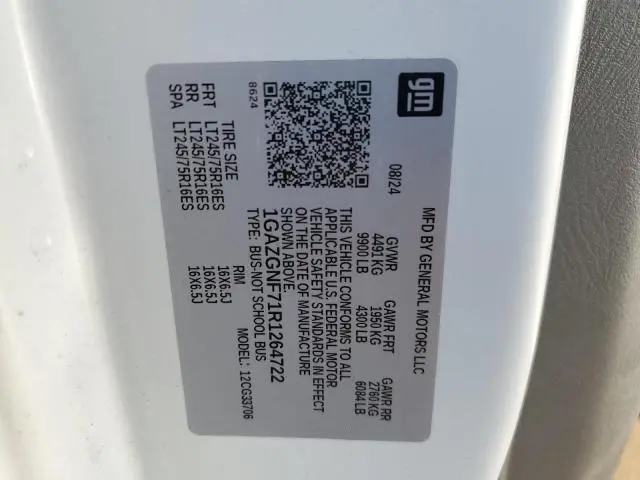 gm
MFD BY GENERAL MOTORS LLC
08/24 GVWR GAWR FRT GAWR RR
4491 KG 1950 KG 2760 KG
9900 LB 4300 LB 6084 LB
THIS VEHICLE CONFORMS TO ALL
APPLICABLE U.S. FEDERAL MOTOR
VEHICLE SAFETY STANDARDS IN EFFECT
ON THE DATE OF MANUFACTURE
SHOWN ABOVE.
1GAZGNF71R1264722
TYPE: BUS-NOT SCHOOL BUS MODEL: 12CG33706
8624
TIRE SIZE RIM
FRT LT245/75R16ES 16X6.5J
RR LT245/75R16ES 16X6.5J
SPA LT245/75R16ES 16X6.5J